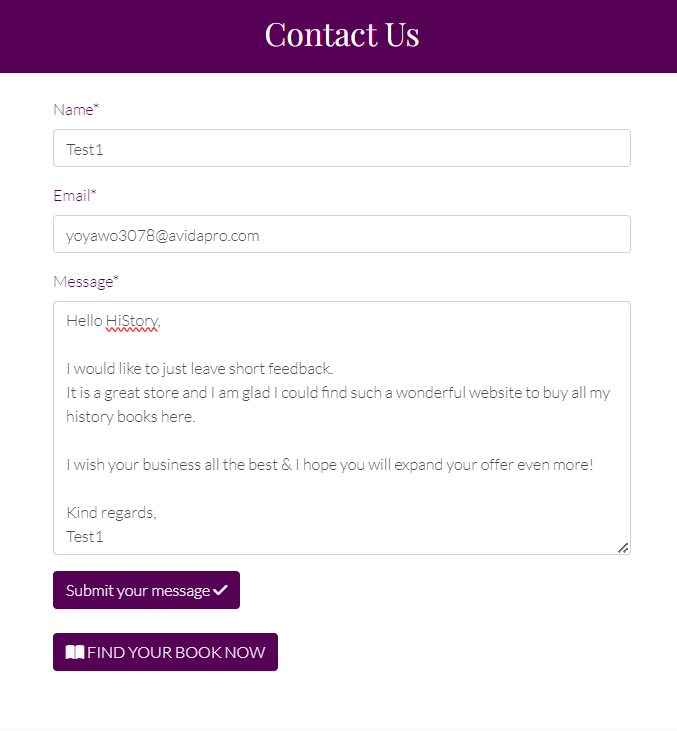 Contact Us
Name*
Test1
Email*
yoyawo3078@avidapro.com
Message*
Hello HiStory,
I would like to just leave short feedback.
It is a great store and I am glad I could find such a wonderful website to buy all my
history books here.
I wish your business all the best & I hope you will expand your offer even more!
Kind regards,
Test1
Submit your message
FIND YOUR BOOK NOW